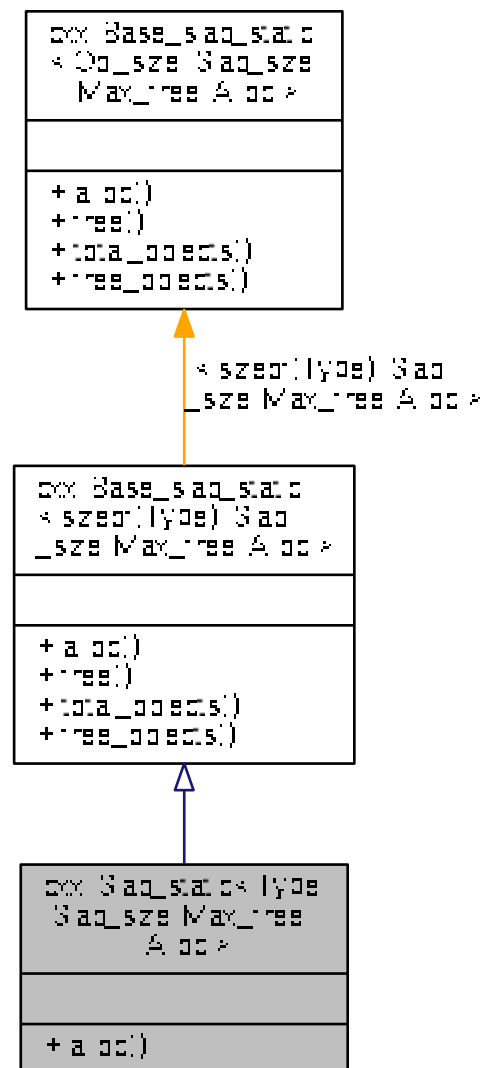 cxx::Base_slab_static
< Obj_size, Slab_size,
Max_free, Alloc >
+ alloc()
+ free()
+ total_objects()
+ free_objects()
< sizeof(Type), Slab
_size, Max_free, Alloc >
cxx::Base_slab_static
< sizeof(Type), Slab
_size, Max_free, Alloc >
+ alloc()
+ free()
+ total_objects()
+ free_objects()
cxx::Slab_static< Type,
Slab_size, Max_free,
Alloc >
+ alloc()